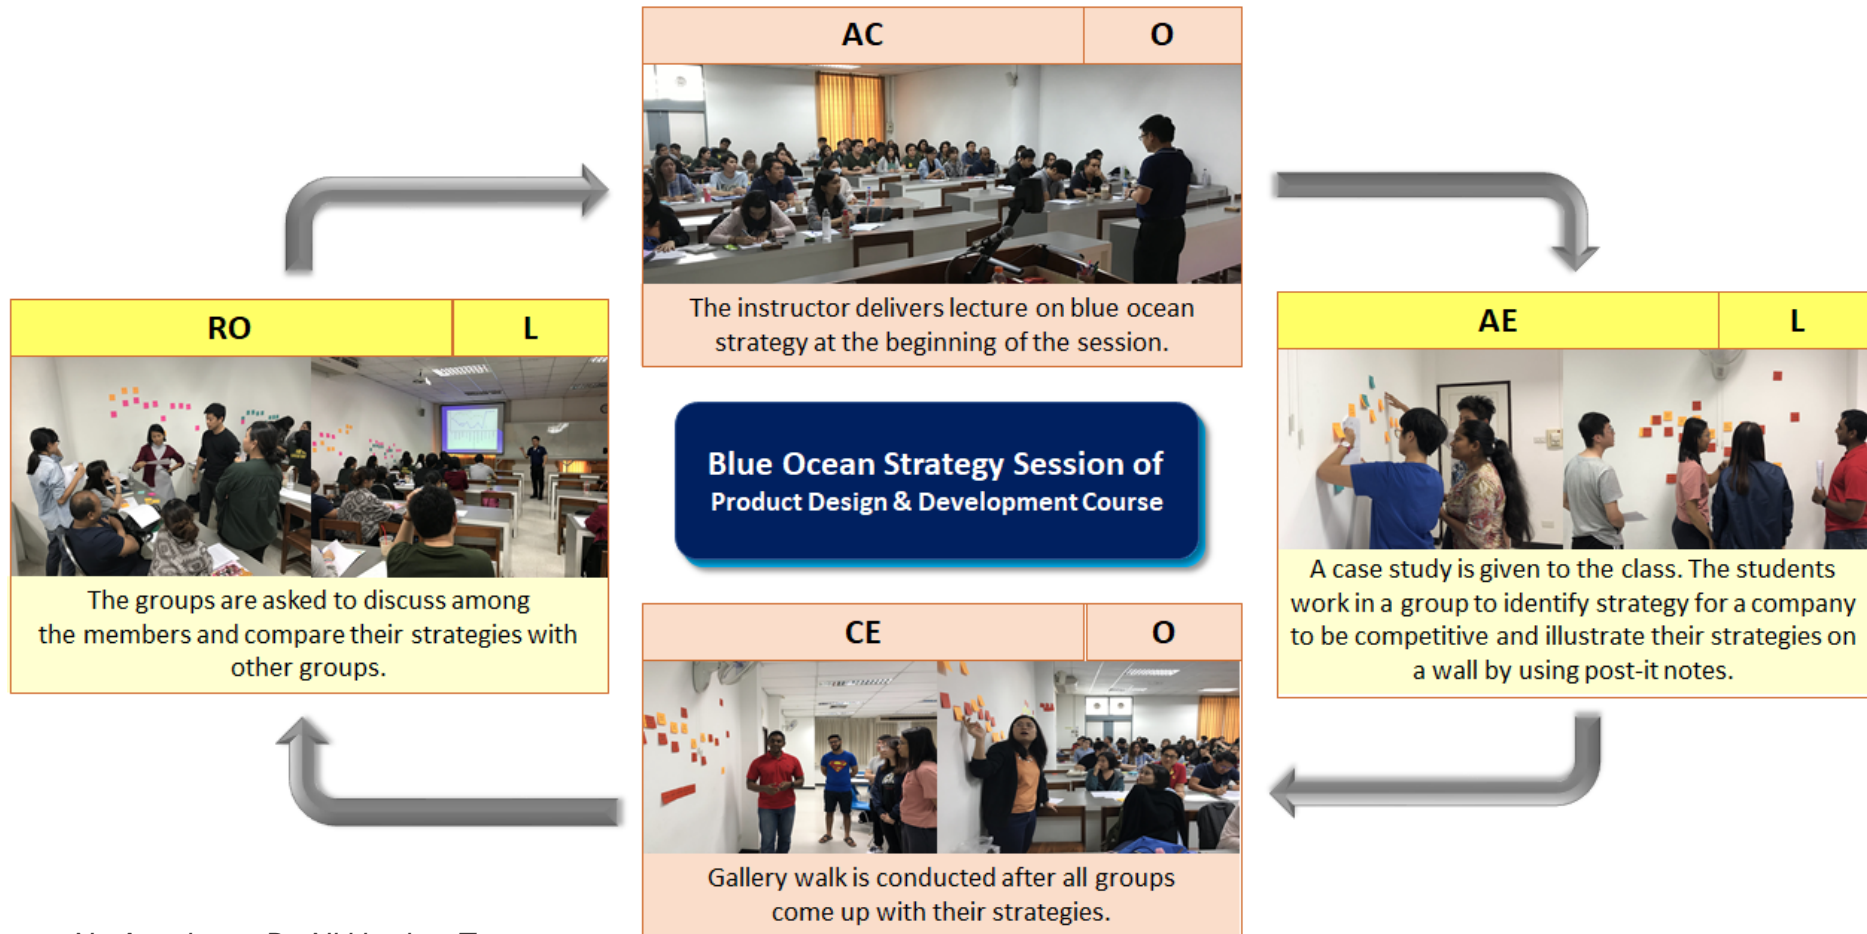 AC
O
The instructor delivers lecture on blue ocean
strategy at the beginning of the session.
RO
L
The groups are asked to discuss among
the members and compare their strategies with
other groups.
Blue Ocean Strategy Session of
Product Design & Development Course
AE
L
A case study is given to the class. The students
work in a group to identify strategy for a company
to be competitive and illustrate their strategies on
a wall by using post-it notes.
CE
O
Gallery walk is conducted after all groups
come up with their strategies.